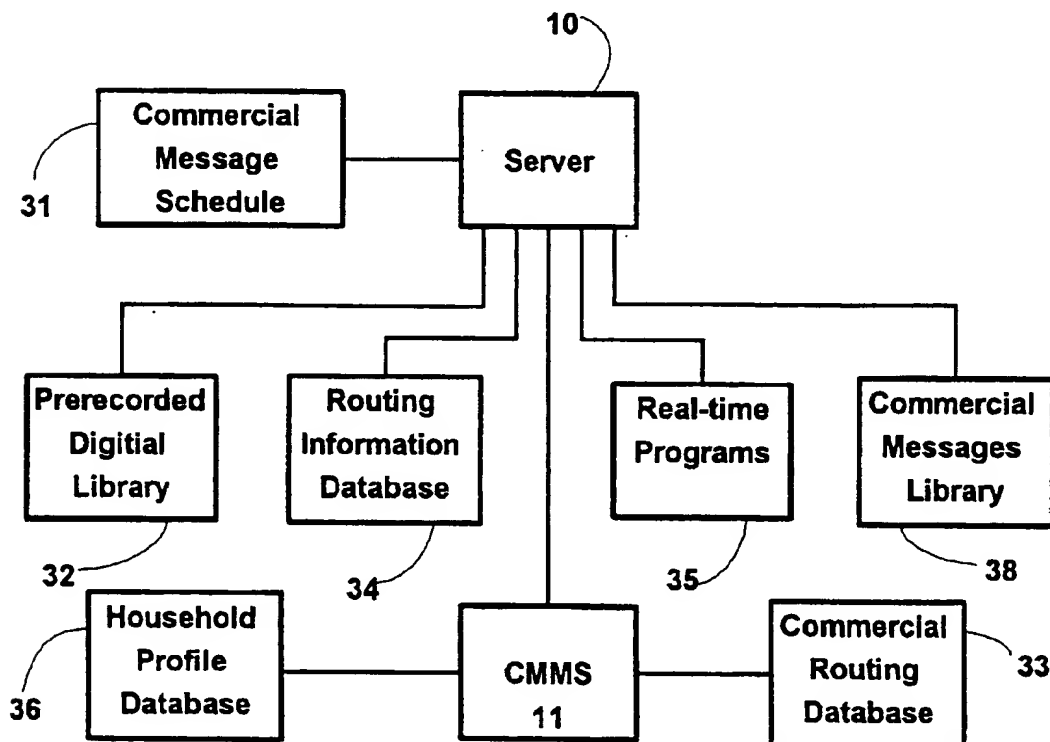 10
Commercial
Message
Schedule
31
Server
Prerecorded
Digitial
Library
32
Routing
Information
Database
34
Real-time
Programs
35
Commercial
Messages
Library
38
Household
Profile
Database
36
CMMS
11
Commercial
Routing
Database
33